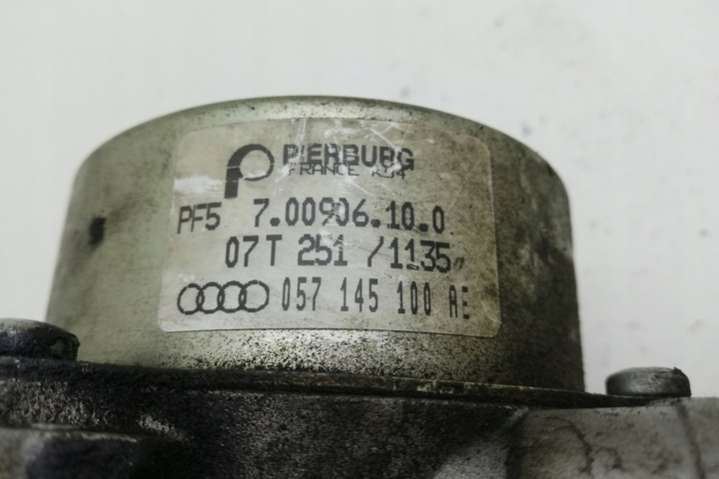 PIERBURG
FRANCE
PF5 7.00906.10.0
07T 251 /1135
057 145 100 AE